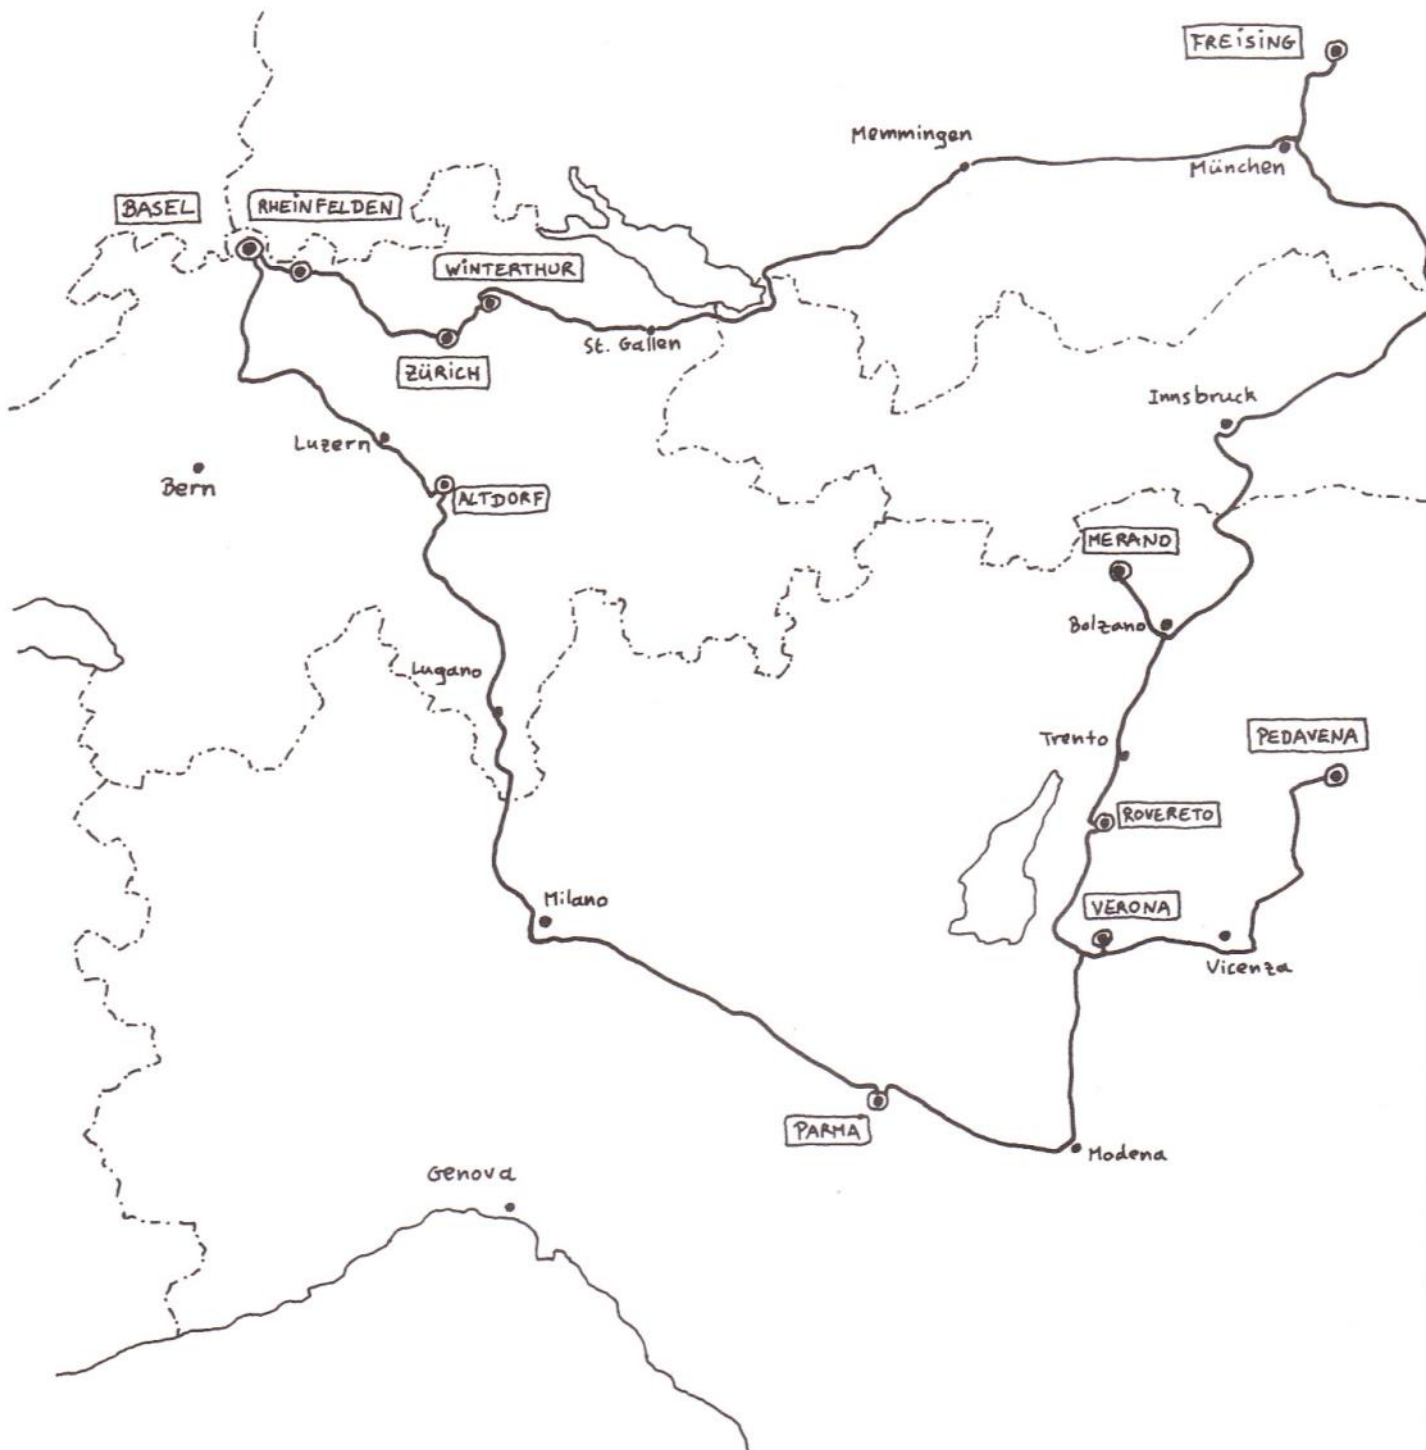 FREISING
Memmingen
München
BASEL
RHEINFELDEN
WINTERTHUR
St. Gallen
ZÜRICH
Innsbruck
Luzern
Bern
ALTDORF
MERANO
Bolzano
Lugano
Trento
PEDAVENA
ROVERETO
Milano
VERONA
Vicenza
PARMA
Modena
Genova